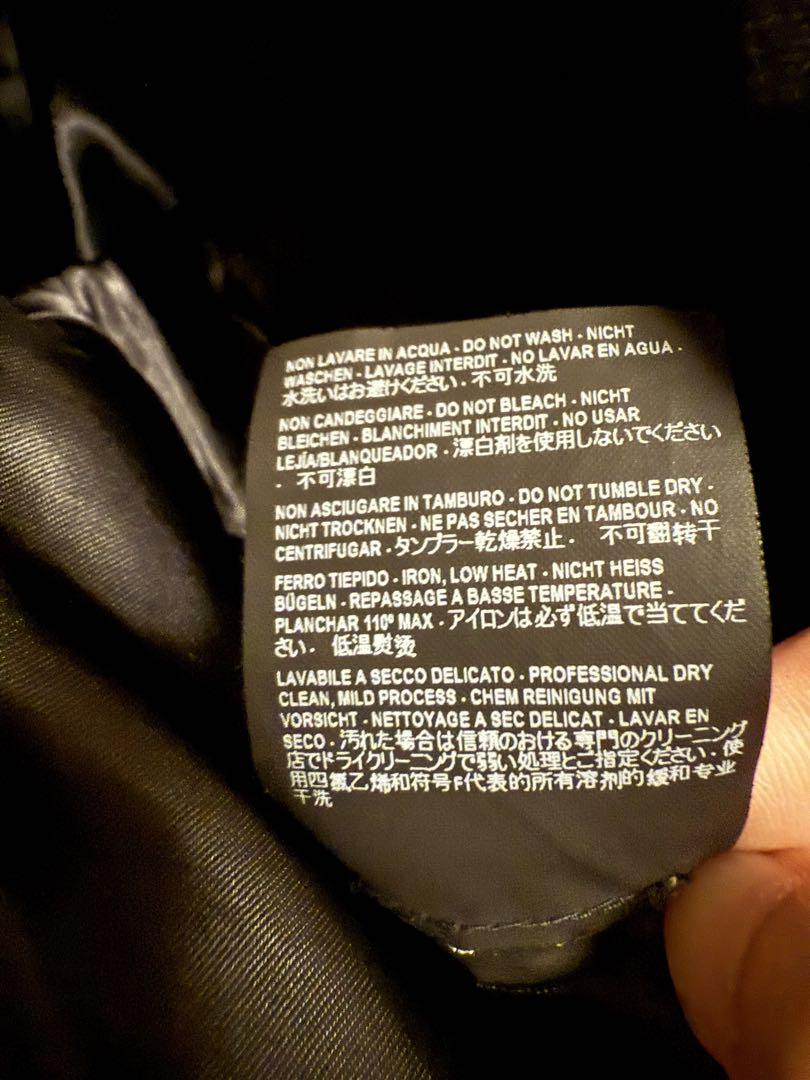 NON LAVARE IN ACQUA - DO NOT WASH - NICHT
WASCHEN - LAVAGE INTERDIT - NO LAVAR EN AGUA -
水洗いはお避けください - 不可水洗
NON CANDEGGIARE - DO NOT BLEACH - NICHT
BLEICHEN - BLANCHIMENT INTERDIT - NO USAR
LEJÍA/BLANQUEADOR - 漂白剤を使用しないでください
- 不可漂白
NON ASCIUGARE IN TAMBURO - DO NOT TUMBLE DRY -
NICHT TROCKNEN - NE PAS SECHER EN TAMBOUR - NO
CENTRIFUGAR - タンブラー乾燥禁止 - 不可翻转干
FERRO TIEPIDO - IRON, LOW HEAT - NICHT HEISS
BÜGELN - REPASSAGE A BASSE TEMPERATURE -
PLANCHAR 110º MAX - アイロンは必ず低温で当ててくだ
さい - 低温熨烫
LAVABILE A SECCO DELICATO - PROFESSIONAL DRY
CLEAN, MILD PROCESS - CHEM REINIGUNG MIT
VORSICHT - NETTOYAGE A SEC DELICAT - LAVAR EN
SECO - 汚れた場合は信頼のおける専門のクリーニング
店でドライクリーニングで弱い処理とご指定ください - 使
用四氯乙烯和符号F代表的所有溶剂的缓和专业
干洗